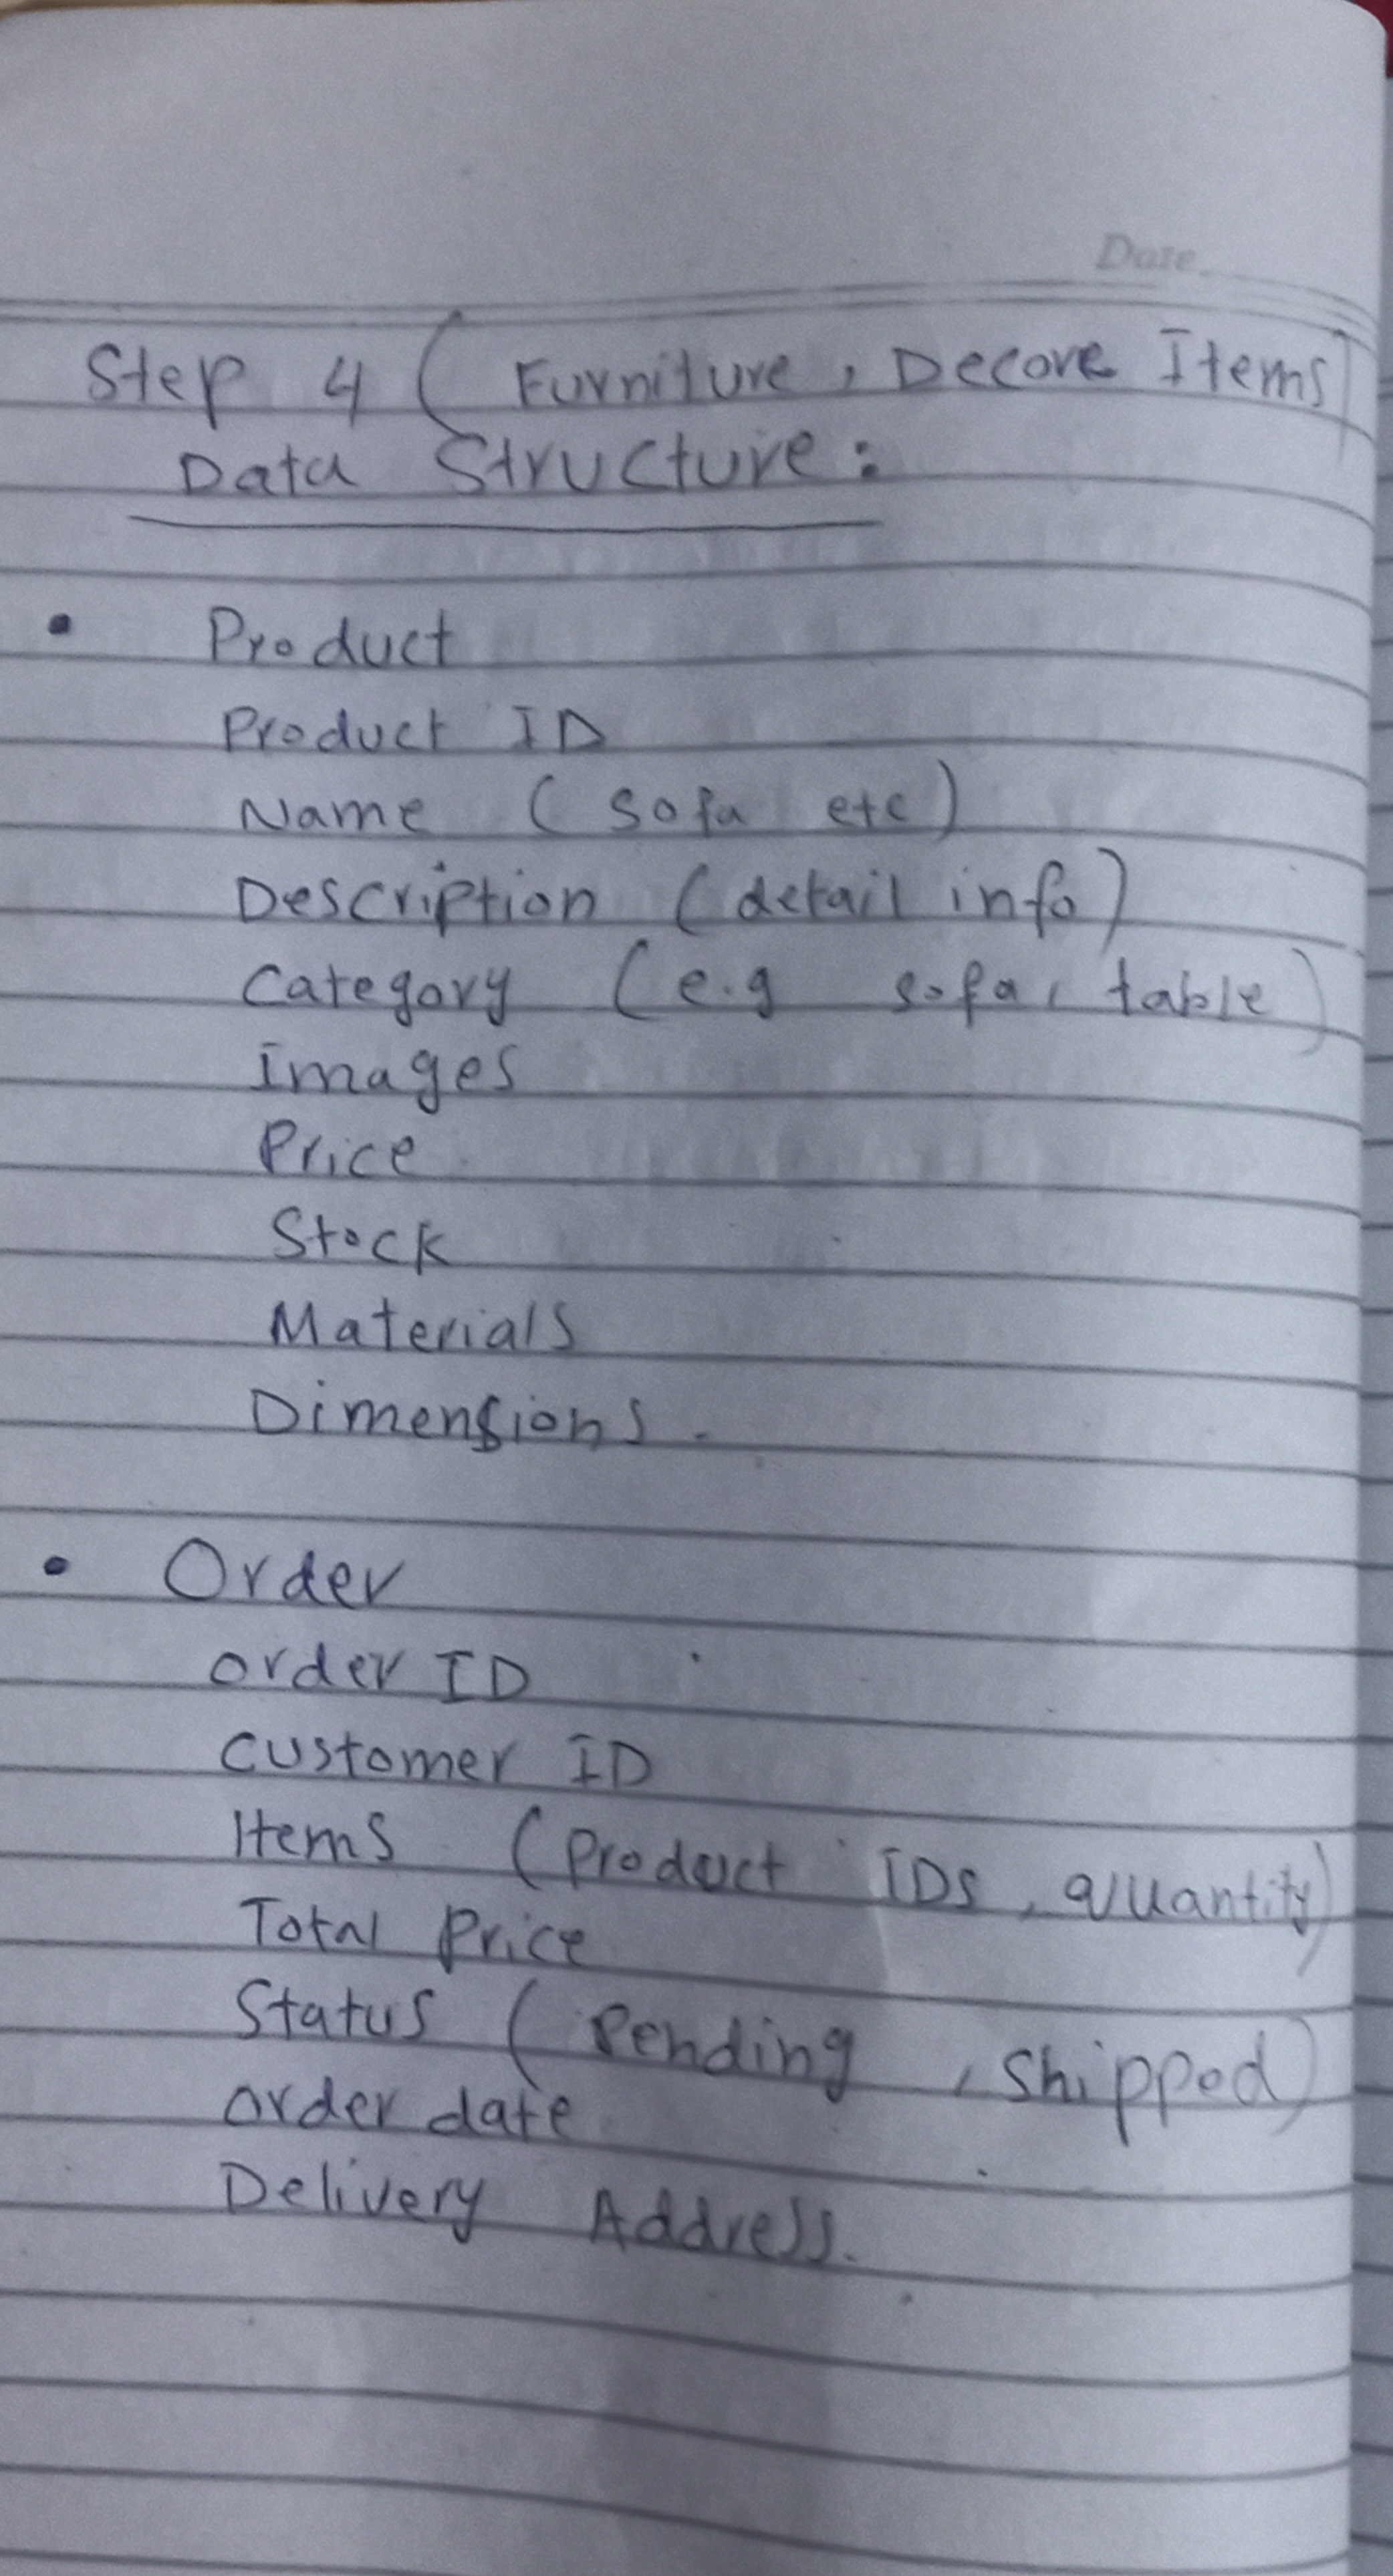 Date
Step 4 ( Furniture, Decore Items)
Data Structure:
• Product
Product ID
Name ( Sofa etc)
Description (detail info)
Category (e.g sofa, table)
Images
Price
Stock
Materials
Dimensions.
• Order
Order ID
Customer ID
Items (Product IDs, quantity)
Total Price
Status ( Pending, Shipped)
Order date
Delivery Address.